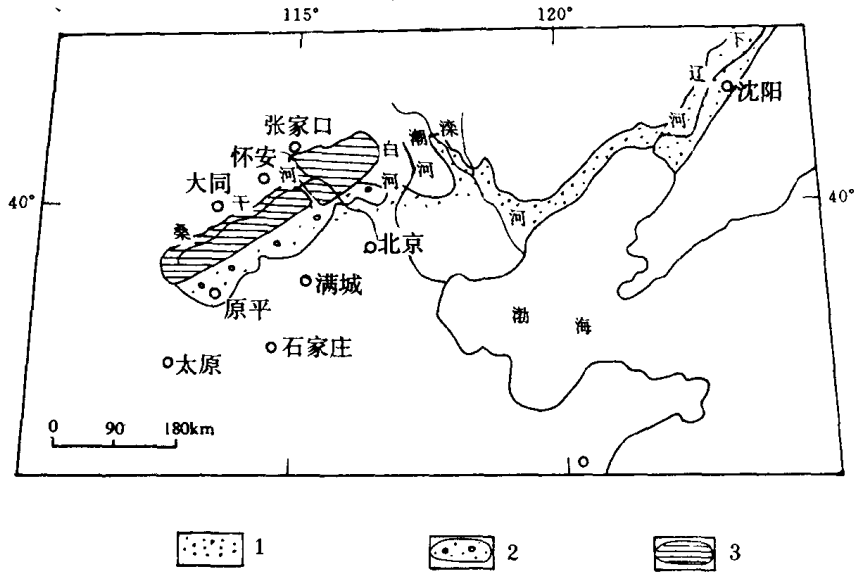 115°
120°
下
辽
河
沈阳
张家口
怀安
大同
白
河
潮
河
滦
河
桑
干
河
40°
40°
北京
满城
原平
石家庄
太原
渤 海
0 90 180km
1
2
3